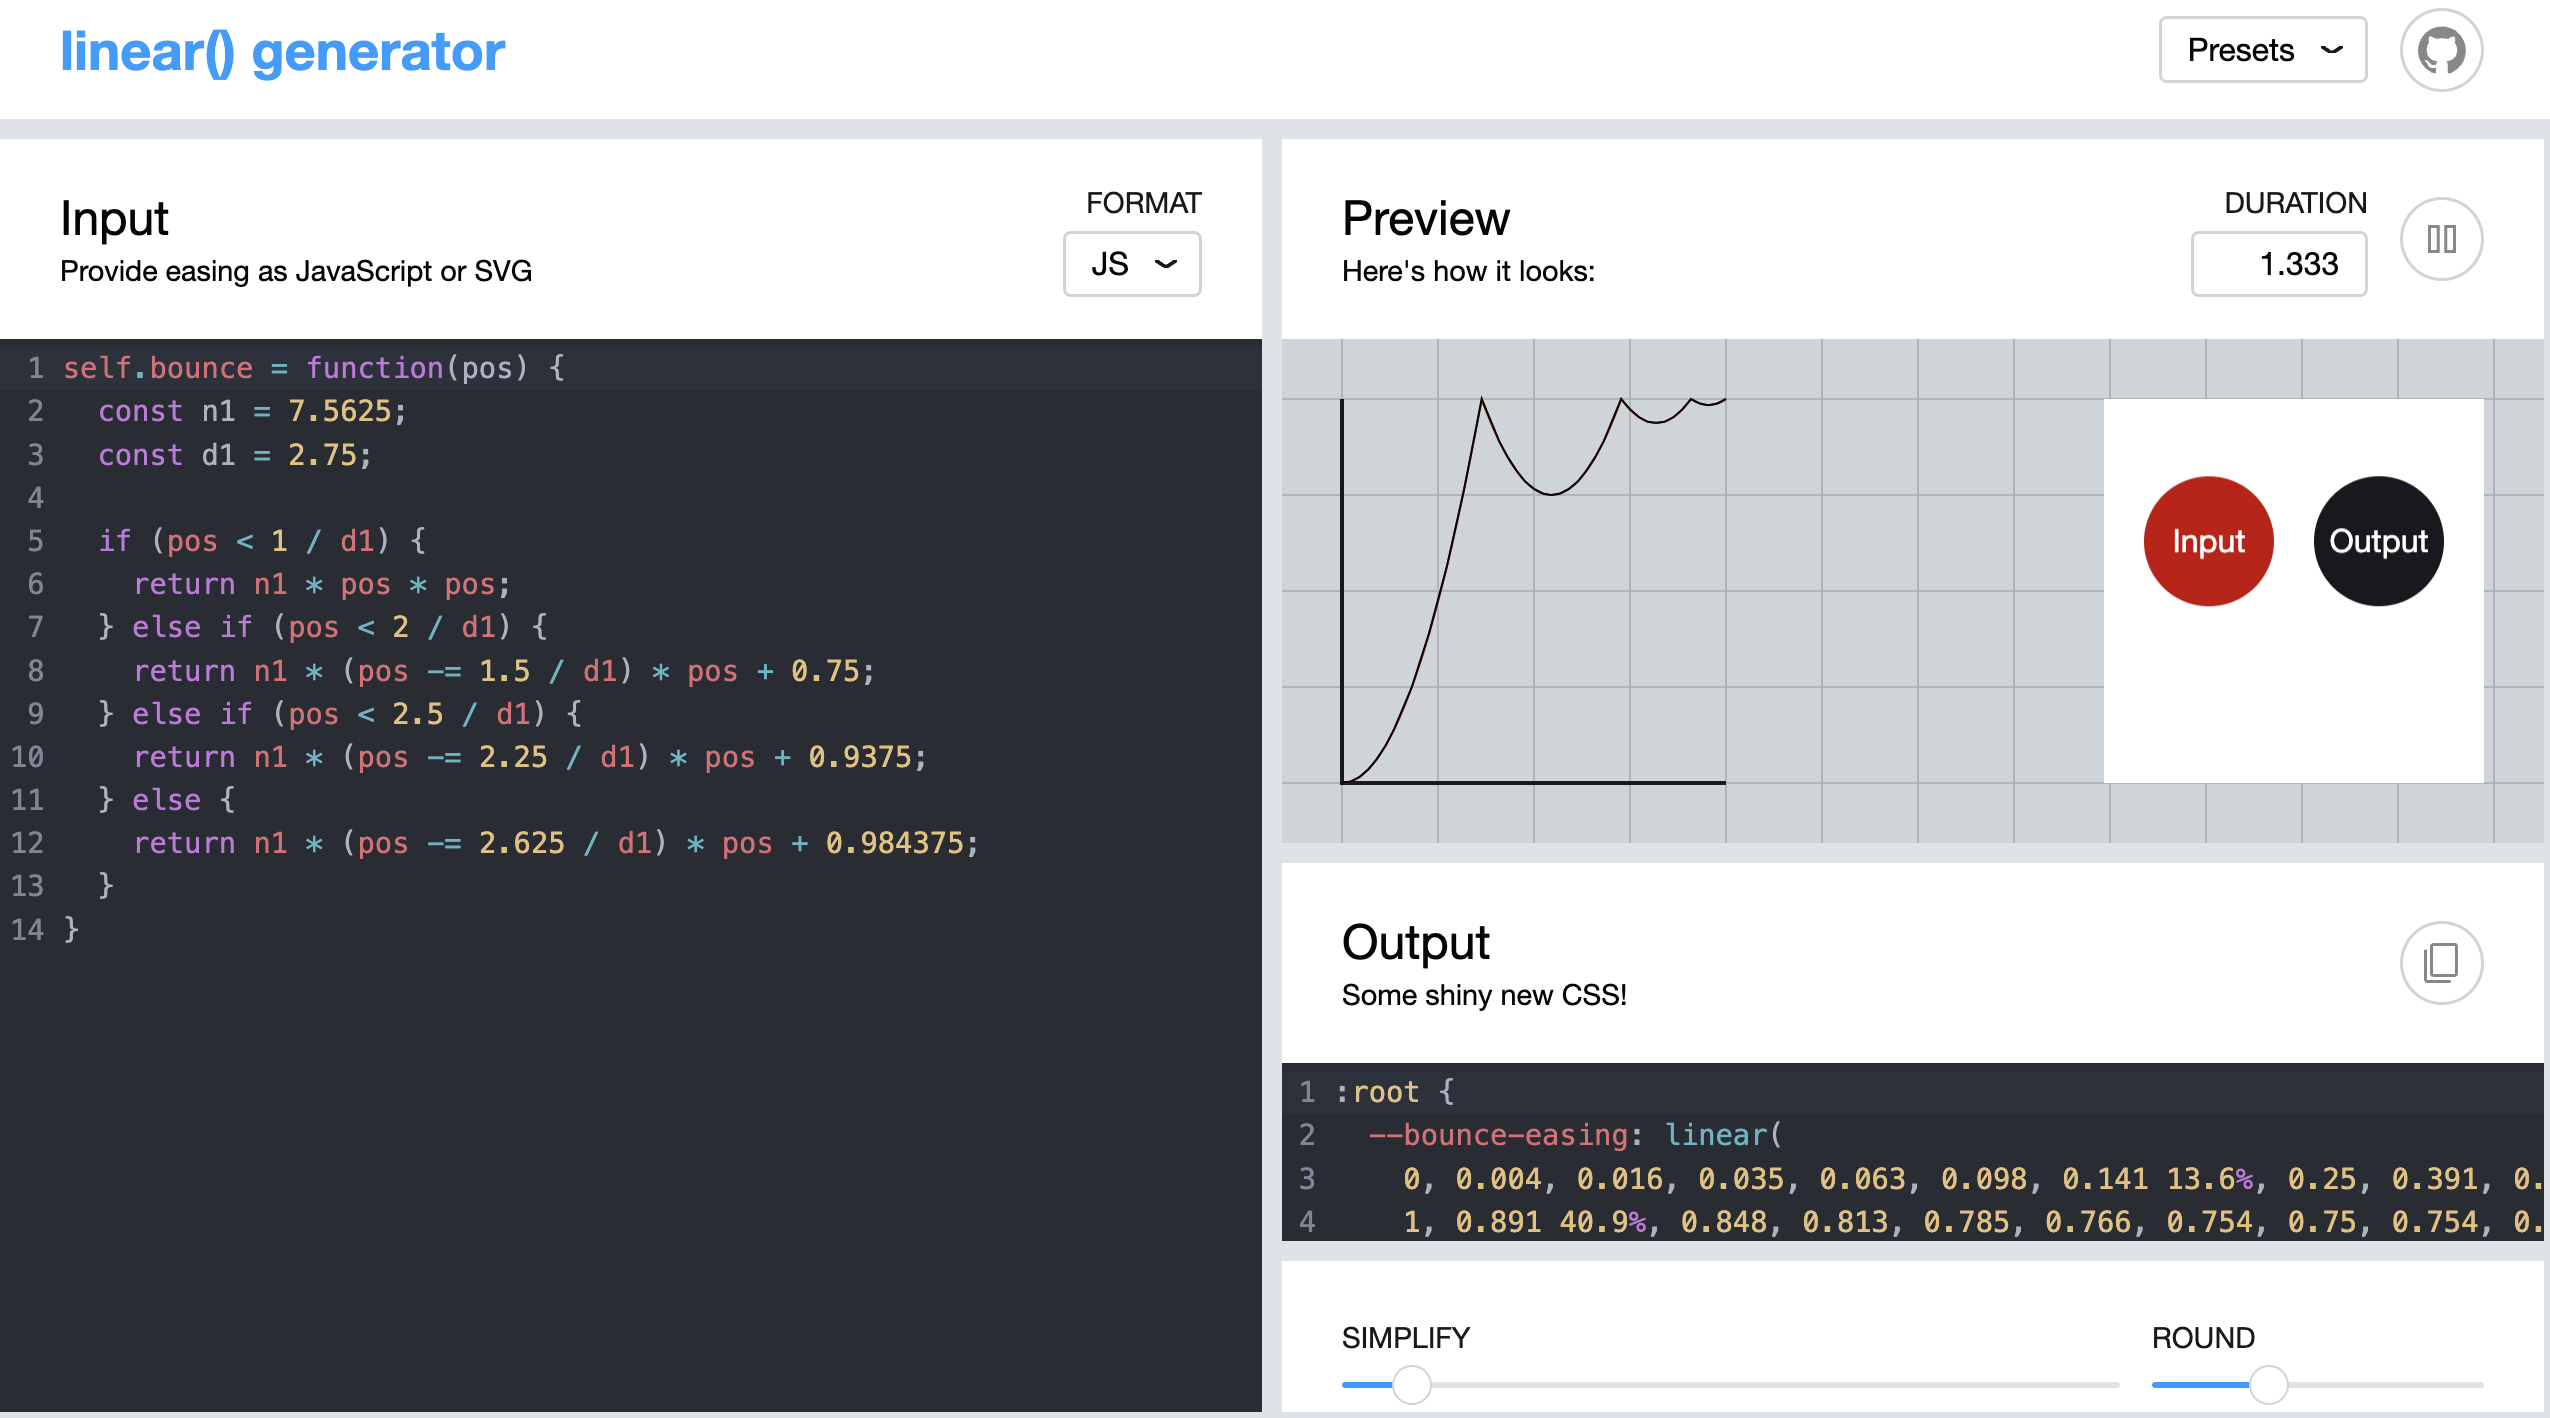 linear() generator
Presets
Input
Provide easing as JavaScript or SVG
FORMAT
JS
1 self.bounce = function(pos) {
2   const n1 = 7.5625;
3   const d1 = 2.75;
4
5   if (pos < 1 / d1) {
6     return n1 * pos * pos;
7   } else if (pos < 2 / d1) {
8     return n1 * (pos -= 1.5 / d1) * pos + 0.75;
9   } else if (pos < 2.5 / d1) {
10     return n1 * (pos -= 2.25 / d1) * pos + 0.9375;
11   } else {
12     return n1 * (pos -= 2.625 / d1) * pos + 0.984375;
13   }
14 }
Preview
Here's how it looks:
DURATION
1.333
Input
Output
Output
Some shiny new CSS!
1 :root {
2   --bounce-easing: linear(
3     0, 0.004, 0.016, 0.035, 0.063, 0.098, 0.141 13.6%, 0.25, 0.391, 0.
4     1, 0.891 40.9%, 0.848, 0.813, 0.785, 0.766, 0.754, 0.75, 0.754, 0.
SIMPLIFY
ROUND